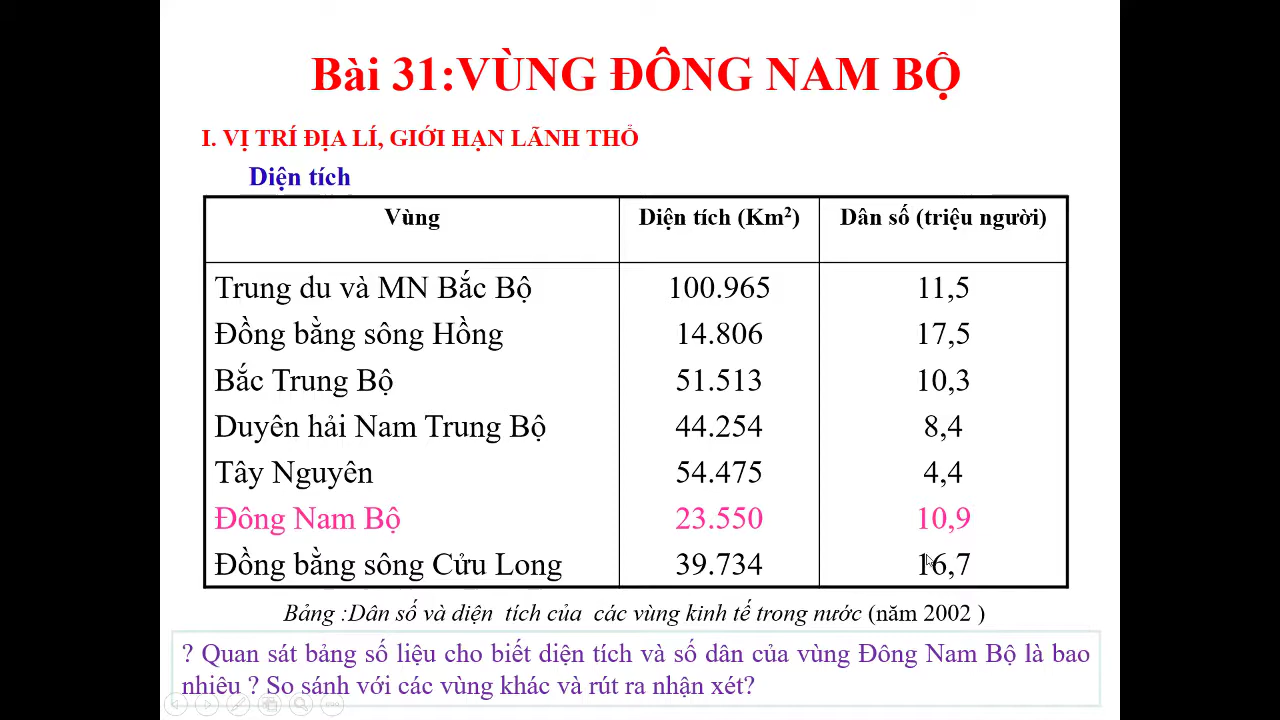 Bài 31:VÙNG ĐÔNG NAM BỘ
I. VỊ TRÍ ĐỊA LÍ, GIỚI HẠN LÃNH THỔ
Diện tích
Vùng Diện tích (Km²) Dân số (triệu người)
Trung du và MN Bắc Bộ 100.965 11,5
Đồng bằng sông Hồng 14.806 17,5
Bắc Trung Bộ 51.513 10,3
Duyên hải Nam Trung Bộ 44.254 8,4
Tây Nguyên 54.475 4,4
Đông Nam Bộ 23.550 10,9
Đồng bằng sông Cửu Long 39.734 16,7
Bảng :Dân số và diện tích của các vùng kinh tế trong nước (năm 2002 )
? Quan sát bảng số liệu cho biết diện tích và số dân của vùng Đông Nam Bộ là bao
nhiêu ? So sánh với các vùng khác và rút ra nhận xét?